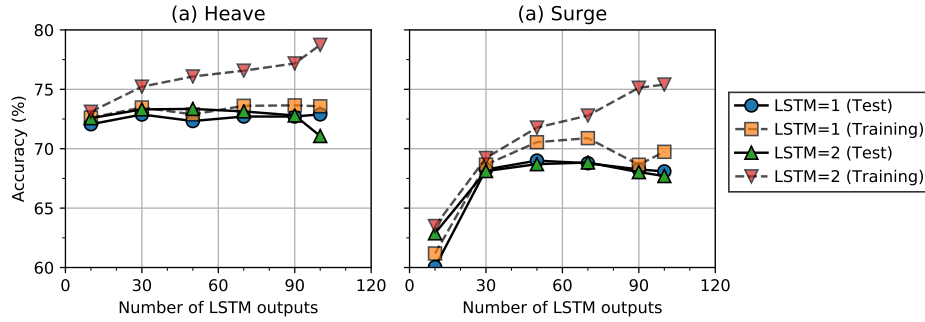 (a) Heave
(a) Surge
Accuracy (%)
80
75
70
65
60
0 30 60 90 120
0 30 60 90 120
Number of LSTM outputs
Number of LSTM outputs
LSTM=1 (Test)
LSTM=1 (Training)
LSTM=2 (Test)
LSTM=2 (Training)